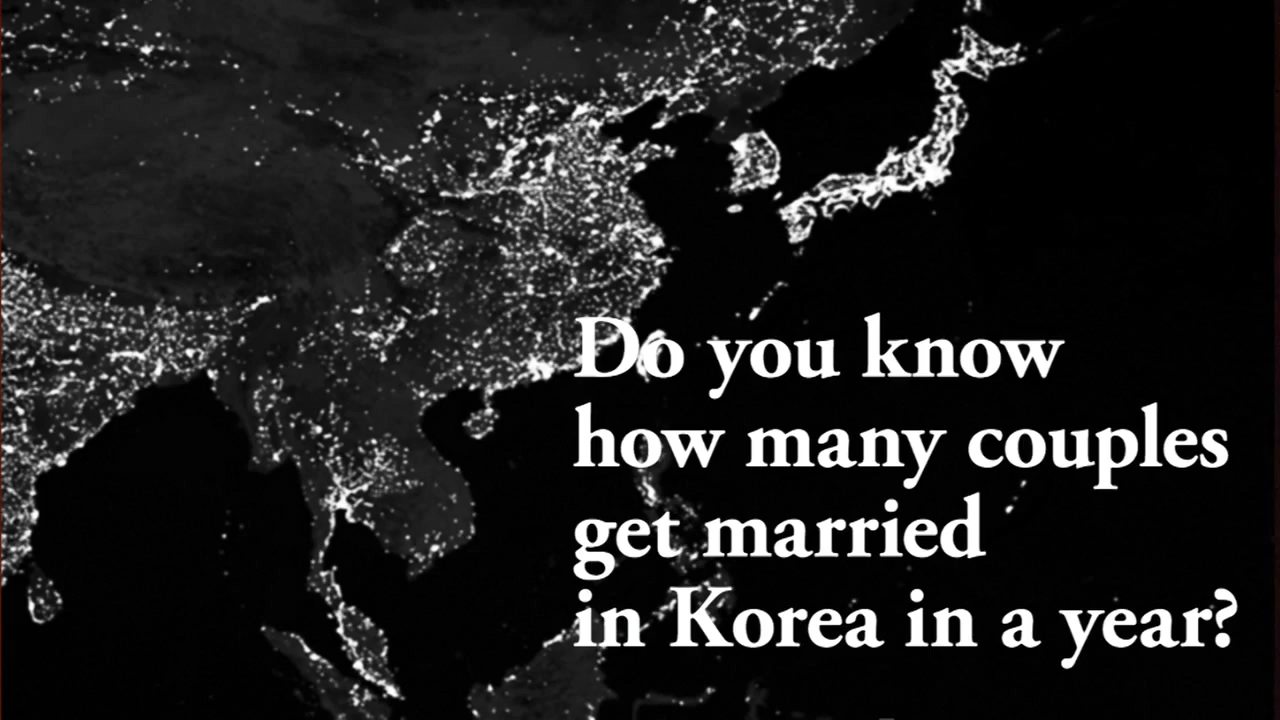 Do you know
how many couples
get married
in Korea in a year?